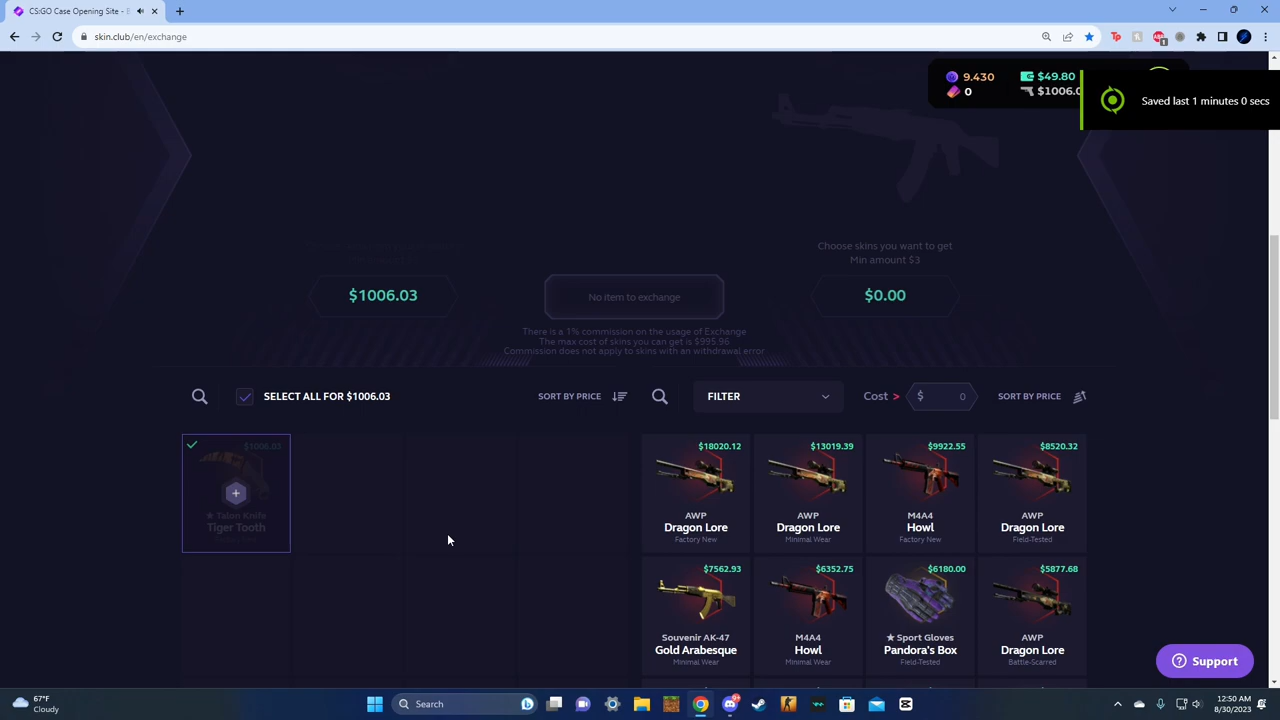 CS:GO Case Opening Site - E
skin.club/en/exchange
9.430
$49.80
0
$1006.0
Saved last 1 minutes 0 secs
Choose skins you want to get
Min amount $3
$1006.03
No item to exchange
$0.00
There is a 1% commission on the usage of Exchange
The max cost of skins you can get is $995.96
Commission does not apply to skins with an withdrawal error
SELECT ALL FOR $1006.03
SORT BY PRICE
FILTER
Cost >
$ 0
SORT BY PRICE
$1006.03
★ Talon Knife
Tiger Tooth
$18020.12
AWP
Dragon Lore
Factory New
$13019.39
AWP
Dragon Lore
Minimal Wear
$9922.55
M4A4
Howl
Factory New
$8520.32
AWP
Dragon Lore
Field-Tested
$7562.93
Souvenir AK-47
Gold Arabesque
Minimal Wear
$6352.75
M4A4
Howl
Minimal Wear
$6180.00
★ Sport Gloves
Pandora's Box
Field-Tested
$5877.68
AWP
Dragon Lore
Battle-Scarred
Support
67°F
Cloudy
Search
12:50 AM
8/30/2023